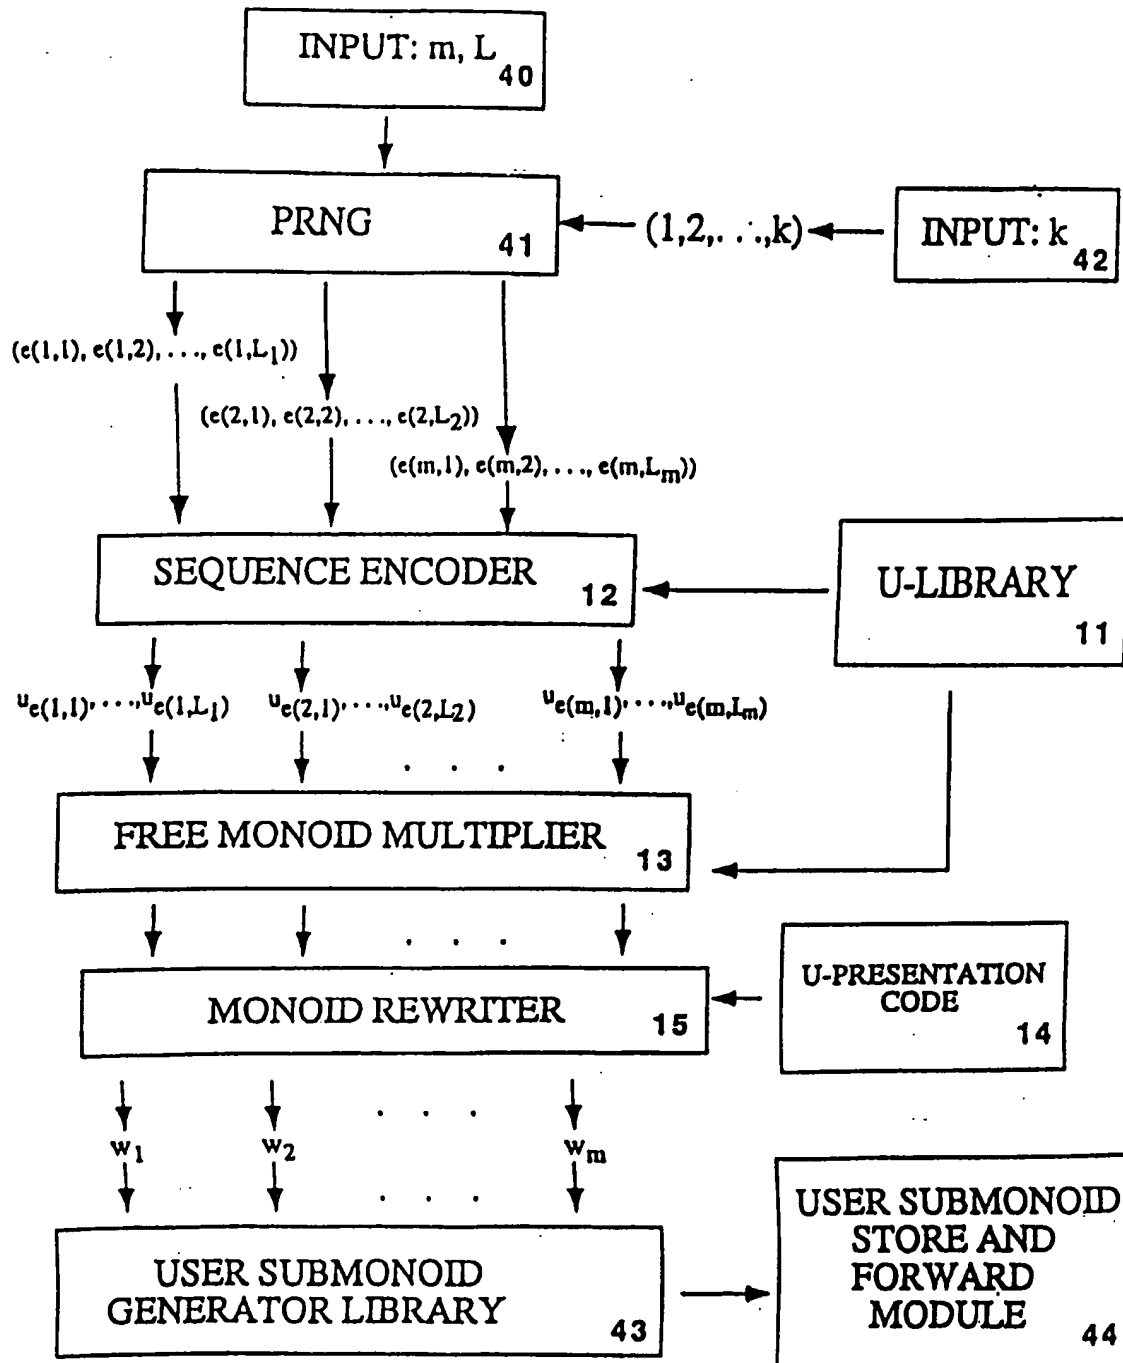 INPUT: m, L
40
PRNG
41
(1,2,. . .,k)
INPUT: k
42
(e(1,1), e(1,2), . . ., e(1,L1))
(e(2,1), e(2,2), . . ., e(2,L2))
(e(m,1), e(m,2), . . ., e(m,Lm))
SEQUENCE ENCODER
12
U-LIBRARY
11
ue(1,1),. . .,ue(1,L1)
ue(2,1),. . .,ue(2,L2)
ue(m,1),. . .,ue(m,Lm)
. . .
FREE MONOID MULTIPLIER
13
. . .
MONOID REWRITER
15
U-PRESENTATION
CODE
14
. . .
w1
w2
wm
. . .
USER SUBMONOID
GENERATOR LIBRARY
43
USER SUBMONOID
STORE AND
FORWARD
MODULE
44